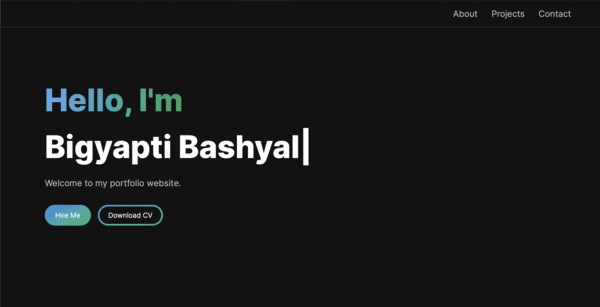 About Projects Contact
Hello, I'm
Bigyapti Bashyal|
Welcome to my portfolio website.
Hire Me Download CV